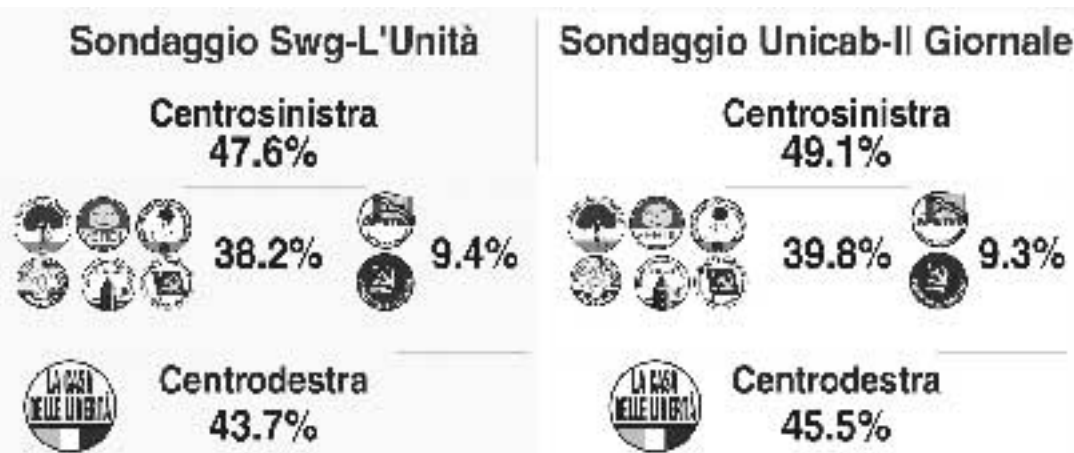 Sondaggio Swg-L'Unità
Centrosinistra
47.6%
38.2%
9.4%
LA CASA
DELLE LIBERTÀ
Centrodestra
43.7%
Sondaggio Unicab-Il Giornale
Centrosinistra
49.1%
39.8%
9.3%
LA CASA
DELLE LIBERTÀ
Centrodestra
45.5%